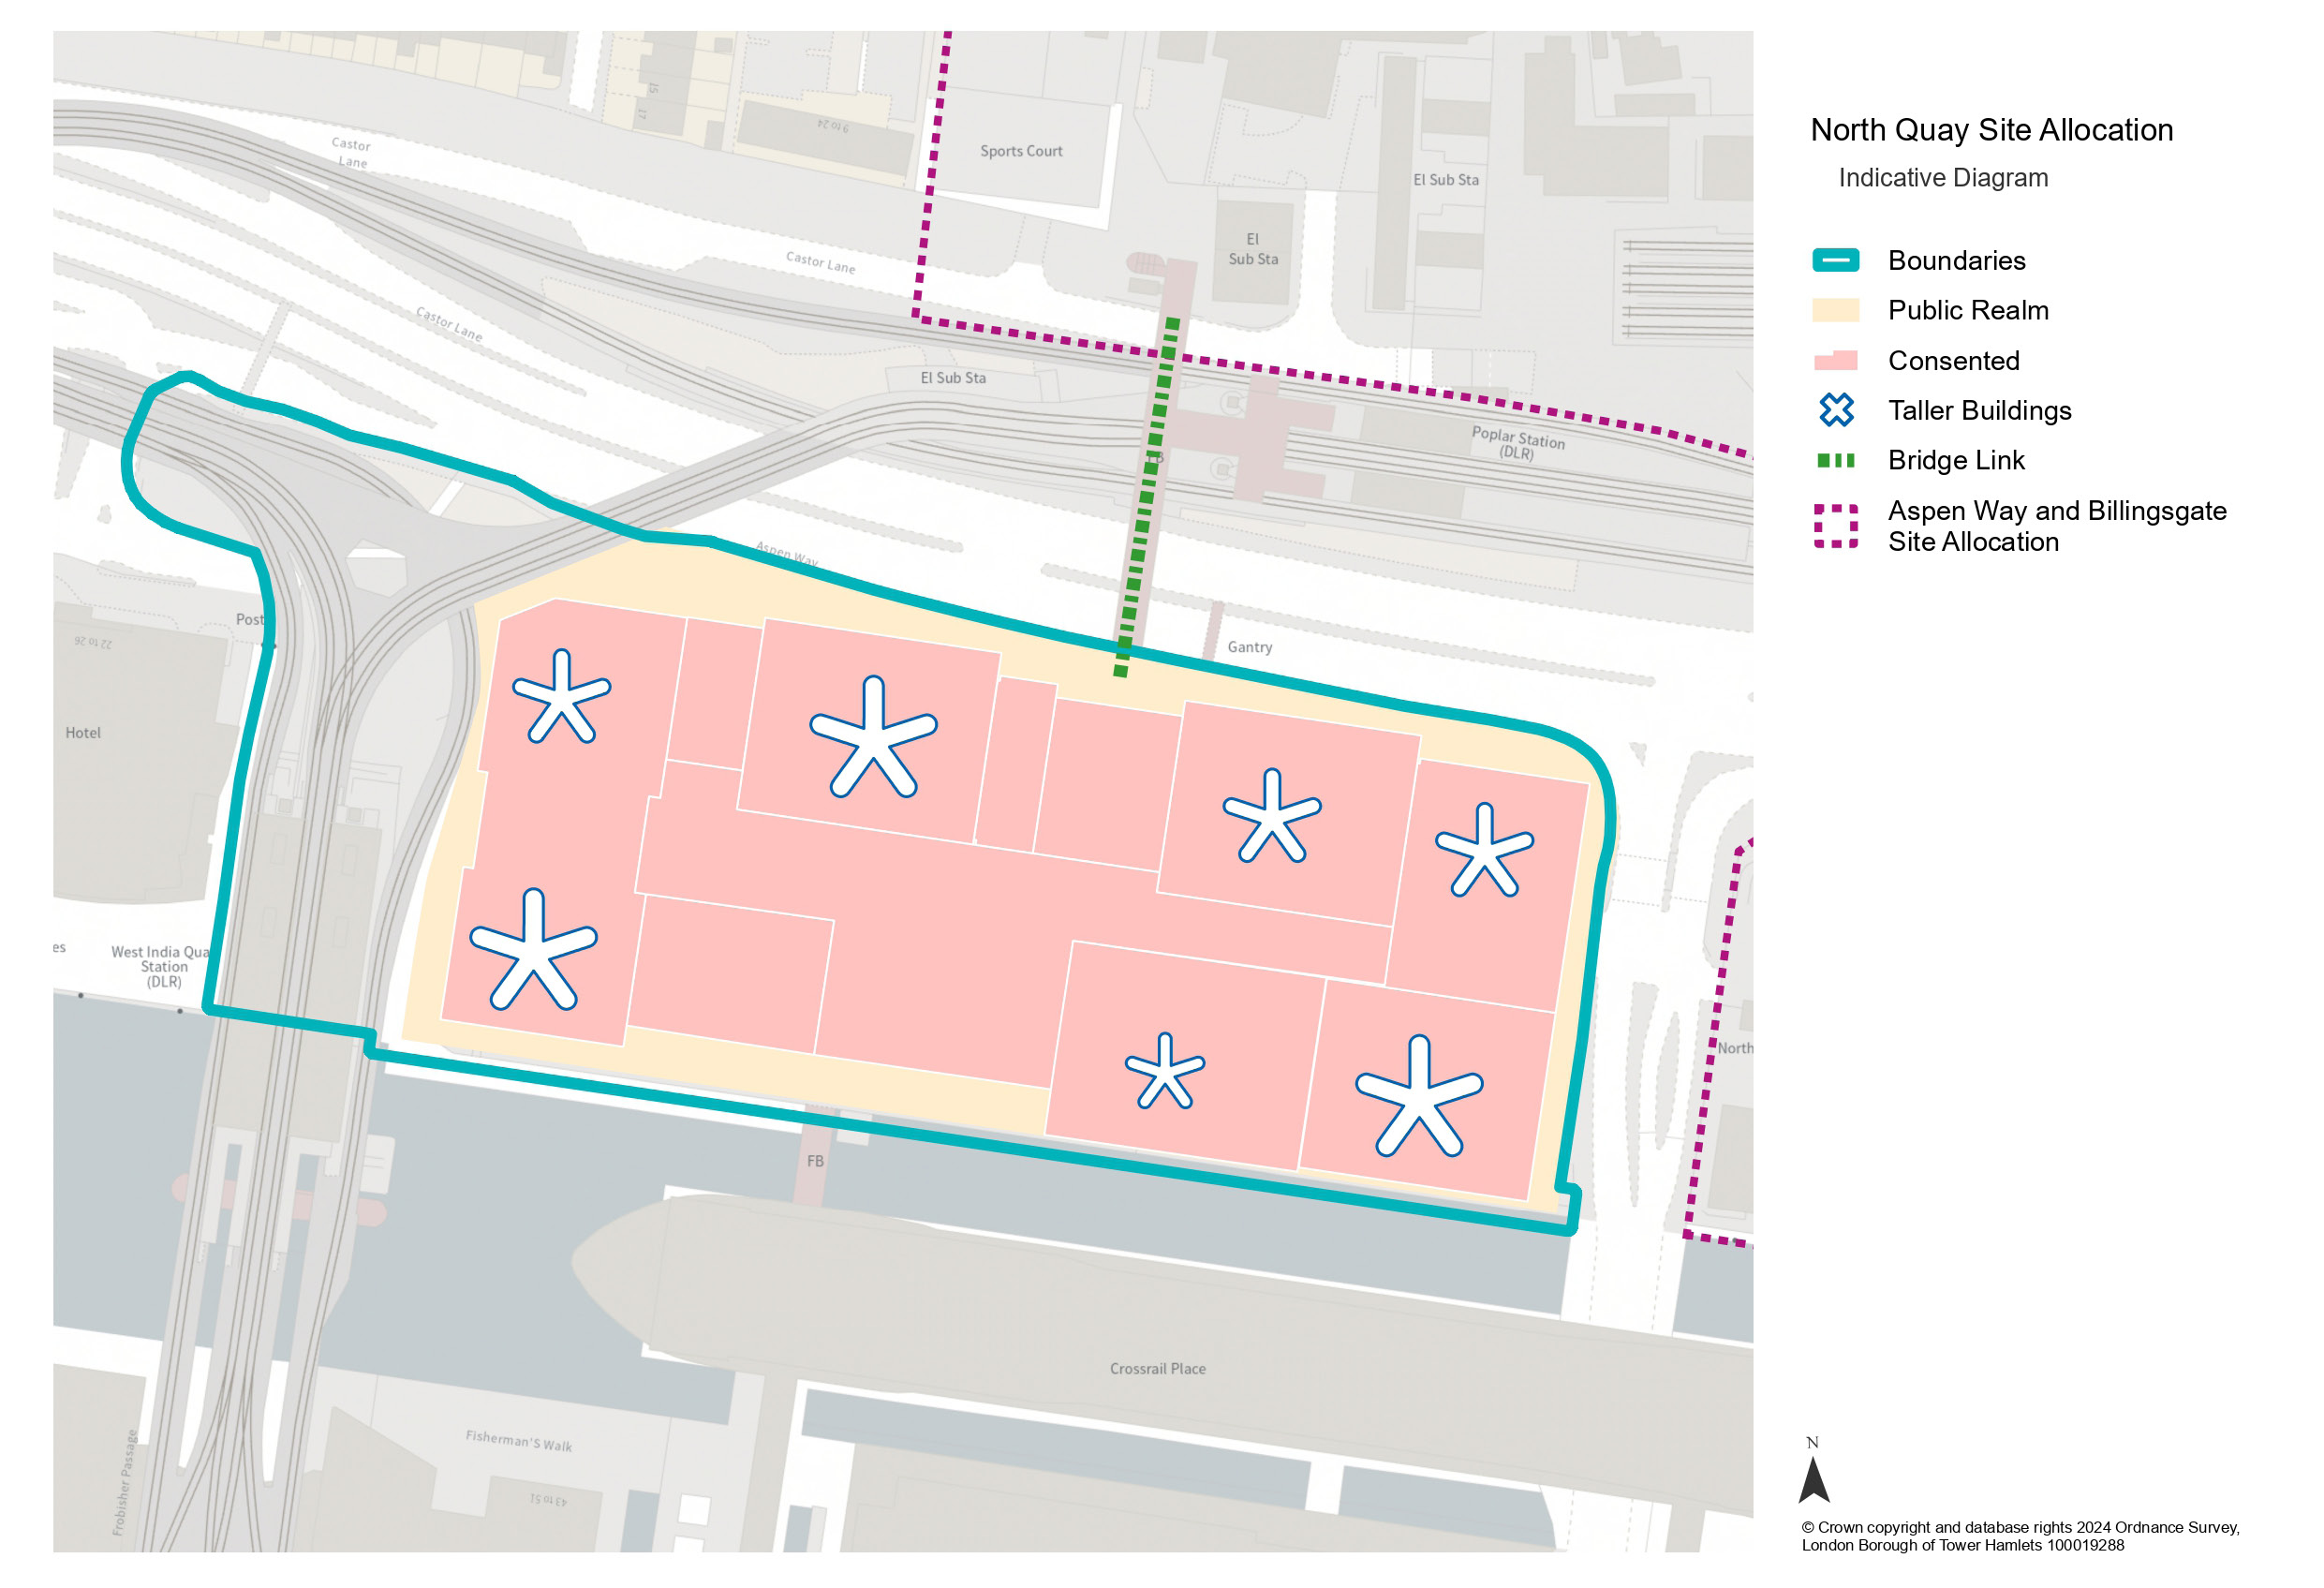 North Quay Site Allocation
Indicative Diagram
Boundaries
Public Realm
Consented
Taller Buildings
Bridge Link
Aspen Way and Billingsgate
Site Allocation
15
17
9 to 24
Castor
Lane
Sports Court
El Sub Sta
El
Sub Sta
Castor Lane
Castor Lane
El Sub Sta
Poplar Station
(DLR)
Aspen Way
Post
22 to 26
Gantry
Hotel
es
West India Qua
Station
(DLR)
North
FB
Crossrail Place
Fisherman'S Walk
43 to 51
Frobisher Passage
N
© Crown copyright and database rights 2024 Ordnance Survey,
London Borough of Tower Hamlets 100019288